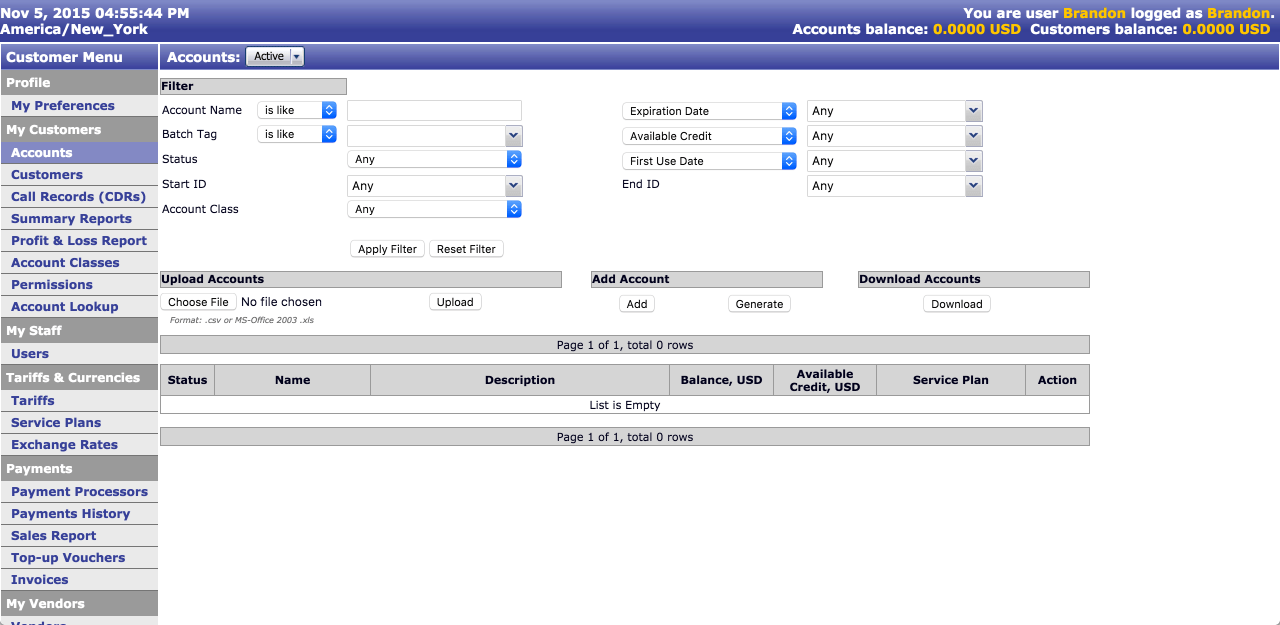 Nov 5, 2015 04:55:44 PM
America/New_York
You are user Brandon logged as Brandon.
Accounts balance: 0.0000 USD Customers balance: 0.0000 USD
Customer Menu
Profile
My Preferences
My Customers
Accounts
Customers
Call Records (CDRs)
Summary Reports
Profit & Loss Report
Account Classes
Permissions
Account Lookup
My Staff
Users
Tariffs & Currencies
Tariffs
Service Plans
Exchange Rates
Payments
Payment Processors
Payments History
Sales Report
Top-up Vouchers
Invoices
My Vendors
Vendors
Accounts: Active
Filter
Account Name is like Expiration Date Any
Batch Tag is like Available Credit Any
Status Any First Use Date Any
Start ID Any End ID Any
Account Class Any
Apply Filter Reset Filter
Upload Accounts Add Account Download Accounts
Choose File No file chosen Upload Add Generate Download
Format: .csv or MS-Office 2003 .xls
Page 1 of 1, total 0 rows
Status Name Description Balance, USD Available Credit, USD Service Plan Action
List is Empty
Page 1 of 1, total 0 rows